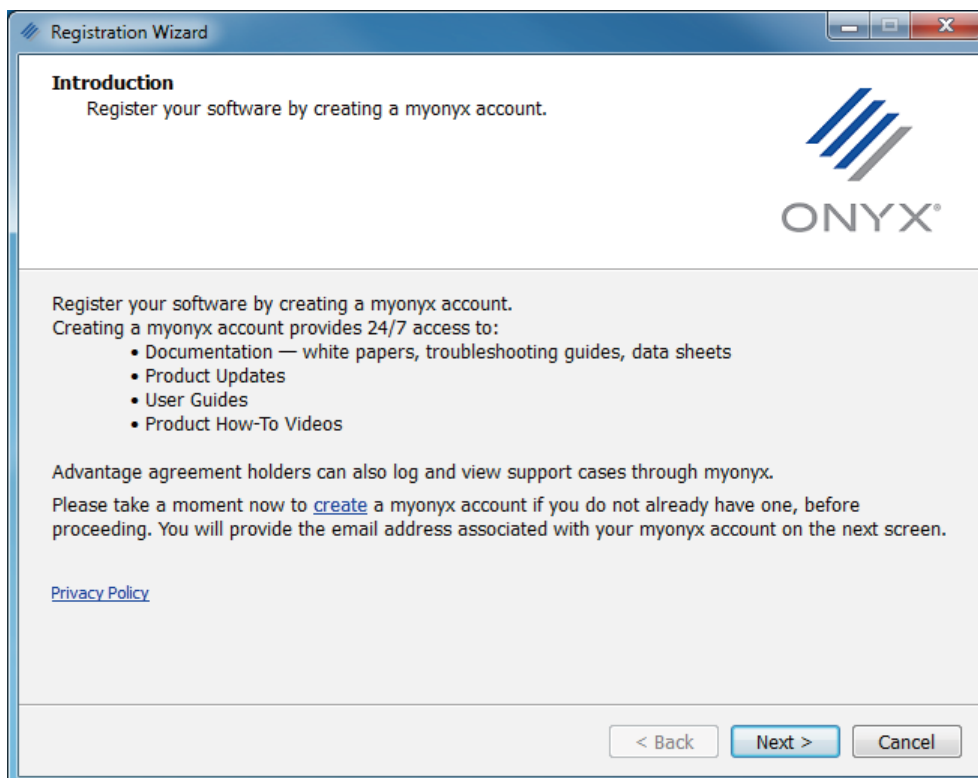 Registration Wizard
Introduction
Register your software by creating a myonyx account.
ONYX®
Register your software by creating a myonyx account.
Creating a myonyx account provides 24/7 access to:
• Documentation — white papers, troubleshooting guides, data sheets
• Product Updates
• User Guides
• Product How-To Videos
Advantage agreement holders can also log and view support cases through myonyx.
Please take a moment now to create a myonyx account if you do not already have one, before
proceeding. You will provide the email address associated with your myonyx account on the next screen.
Privacy Policy
< Back Next > Cancel